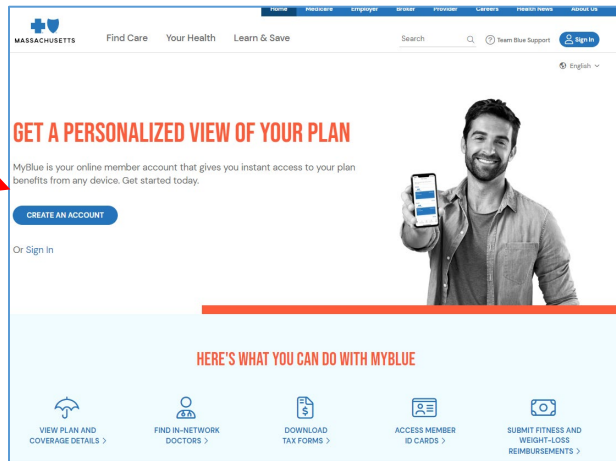 Home Medicare Employer Broker Provider Careers Health News About Us
MASSACHUSETTS Find Care Your Health Learn & Save Search Team Blue Support Sign In
English
GET A PERSONALIZED VIEW OF YOUR PLAN
MyBlue is your online member account that gives you instant access to your plan
benefits from any device. Get started today.
CREATE AN ACCOUNT
Or Sign In
HERE'S WHAT YOU CAN DO WITH MYBLUE
VIEW PLAN AND
COVERAGE DETAILS >
FIND IN-NETWORK
DOCTORS >
DOWNLOAD
TAX FORMS >
ACCESS MEMBER
ID CARDS >
SUBMIT FITNESS AND
WEIGHT-LOSS
REIMBURSEMENTS >